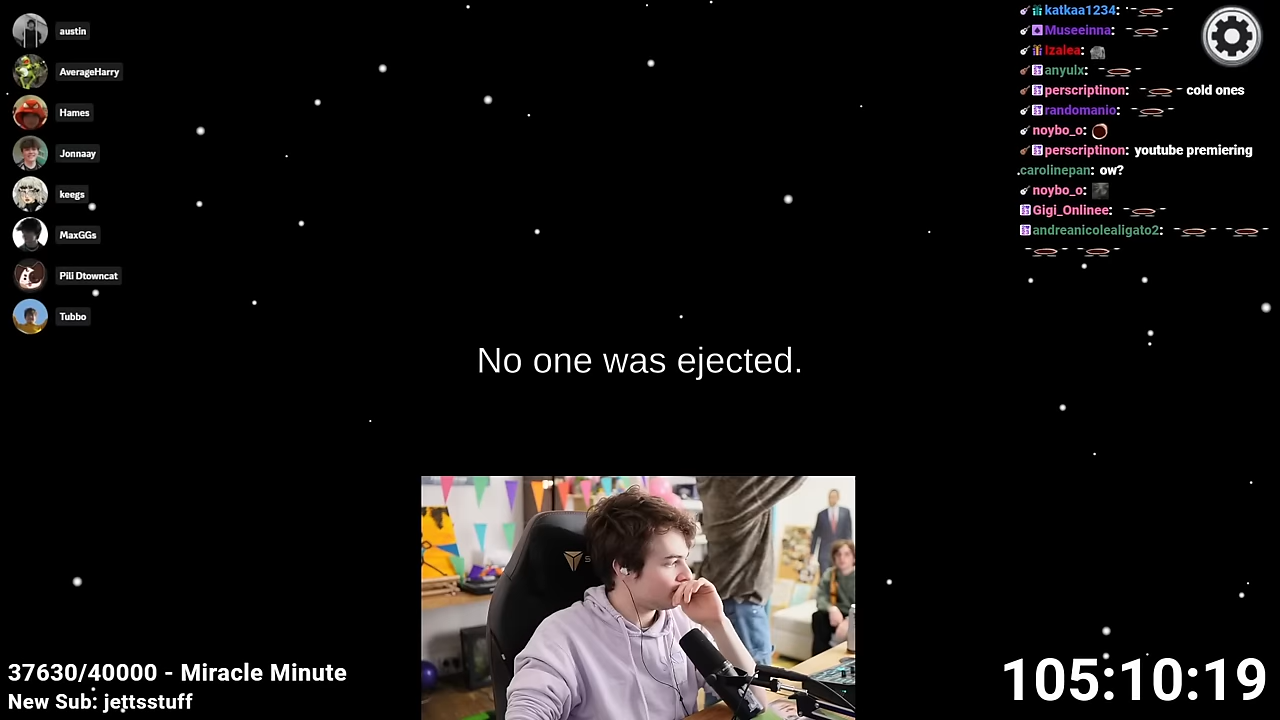 austin
AverageHarry
Hames
Jonnaay
keegs
MaxGGs
Pili Dtowncat
Tubbo
katkaa1234:
Museeinna:
Izalea:
anyulx:
perscriptinon: cold ones
randomanio:
noybo_o:
perscriptinon: youtube premiering
carolinepan: ow?
noybo_o:
Gigi_Onlinee:
andreanicolealigato2:
No one was ejected.
37630/40000 - Miracle Minute
New Sub: jettsstuff
105:10:19